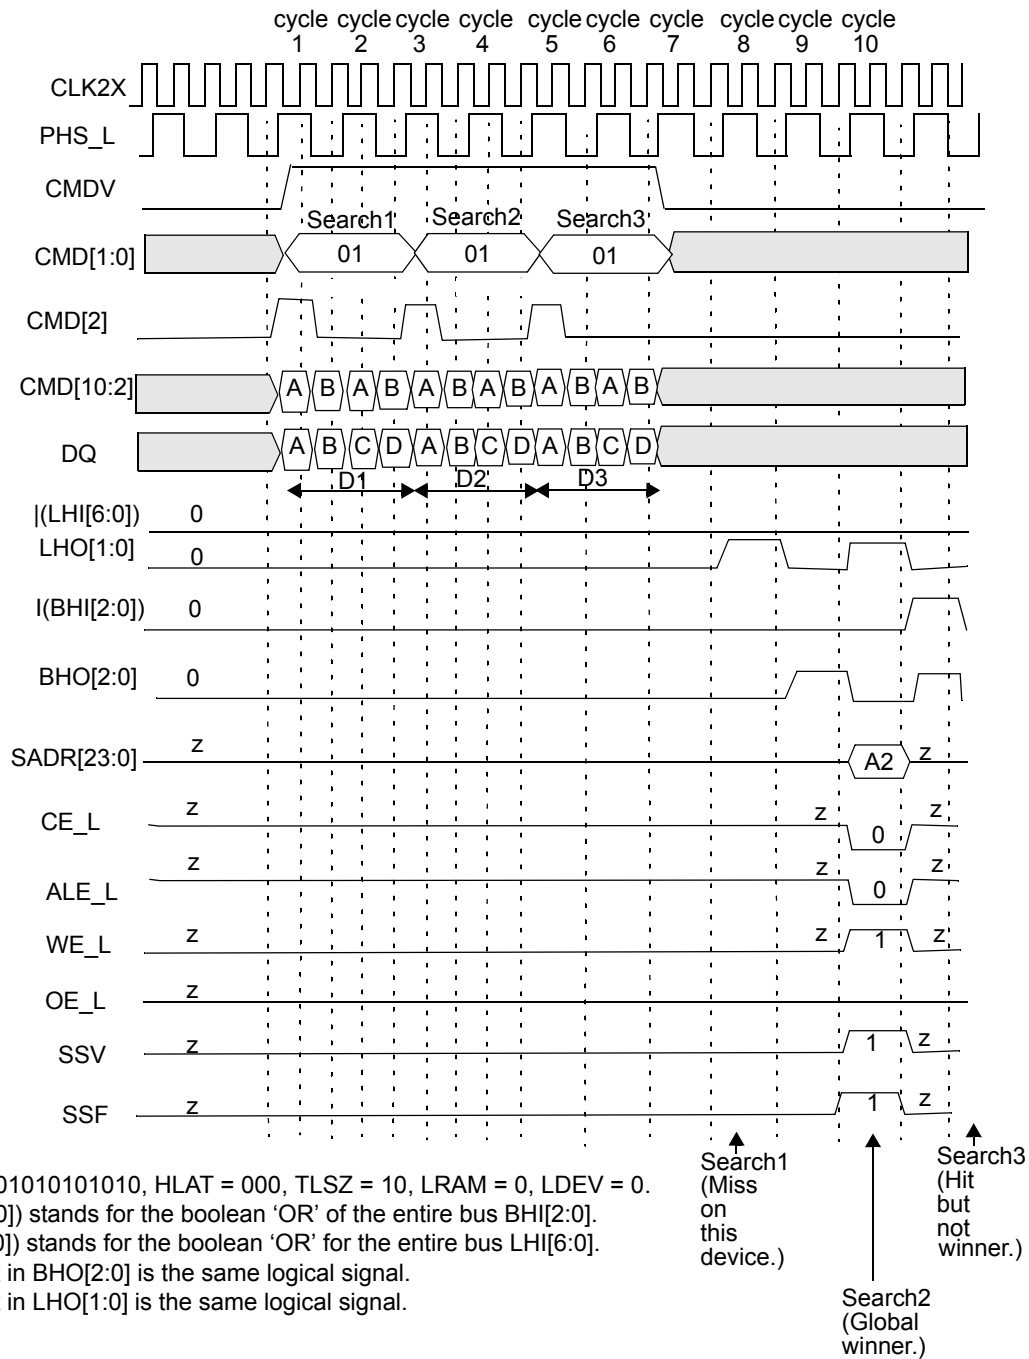 cycle cycle cycle cycle cycle cycle cycle cycle cycle cycle
1 2 3 4 5 6 7 8 9 10
CLK2X
PHS_L
CMDV
Search1 Search2 Search3
CMD[1:0] 01 01 01
CMD[2]
CMD[10:2] A B A B A B A B A B A B
DQ A B C D A B C D A B C D
D1 D2 D3
|(LHI[6:0]) 0
LHO[1:0] 0
I(BHI[2:0]) 0
BHO[2:0] 0
SADR[23:0] z A2 z
CE_L z z 0 z
ALE_L z z 0 z
WE_L z z 1 z
OE_L z
SSV z 1 z
SSF z 1 z
Search1
(Miss
on
this
device.)
Search2
(Global
winner.)
Search3
(Hit
but
not
winner.)
01010101010, HLAT = 000, TLSZ = 10, LRAM = 0, LDEV = 0.
0]) stands for the boolean ‘OR’ of the entire bus BHI[2:0].
0]) stands for the boolean ‘OR’ for the entire bus LHI[6:0].
in BHO[2:0] is the same logical signal.
in LHO[1:0] is the same logical signal.